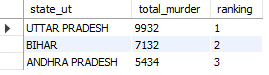 state_ut total_murder ranking
UTTAR PRADESH 9932 1
BIHAR 7132 2
ANDHRA PRADESH 5434 3